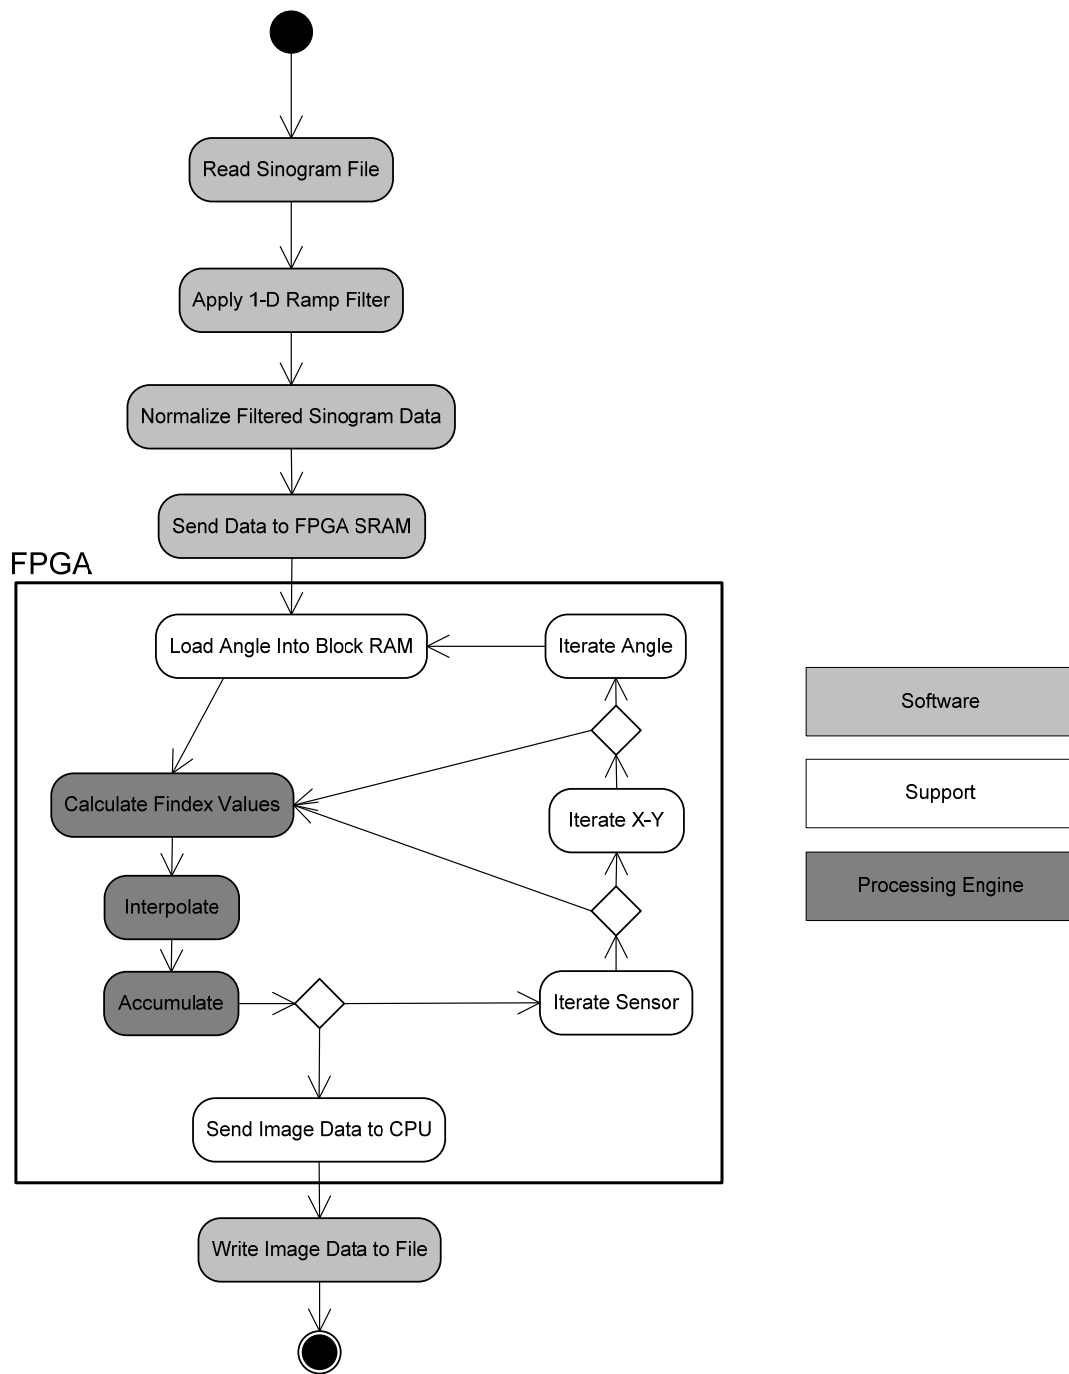 Read Sinogram File
Apply 1-D Ramp Filter
Normalize Filtered Sinogram Data
Send Data to FPGA SRAM
FPGA
Load Angle Into Block RAM
Iterate Angle
Calculate Findex Values
Iterate X-Y
Interpolate
Accumulate
Iterate Sensor
Send Image Data to CPU
Write Image Data to File
Software
Support
Processing Engine